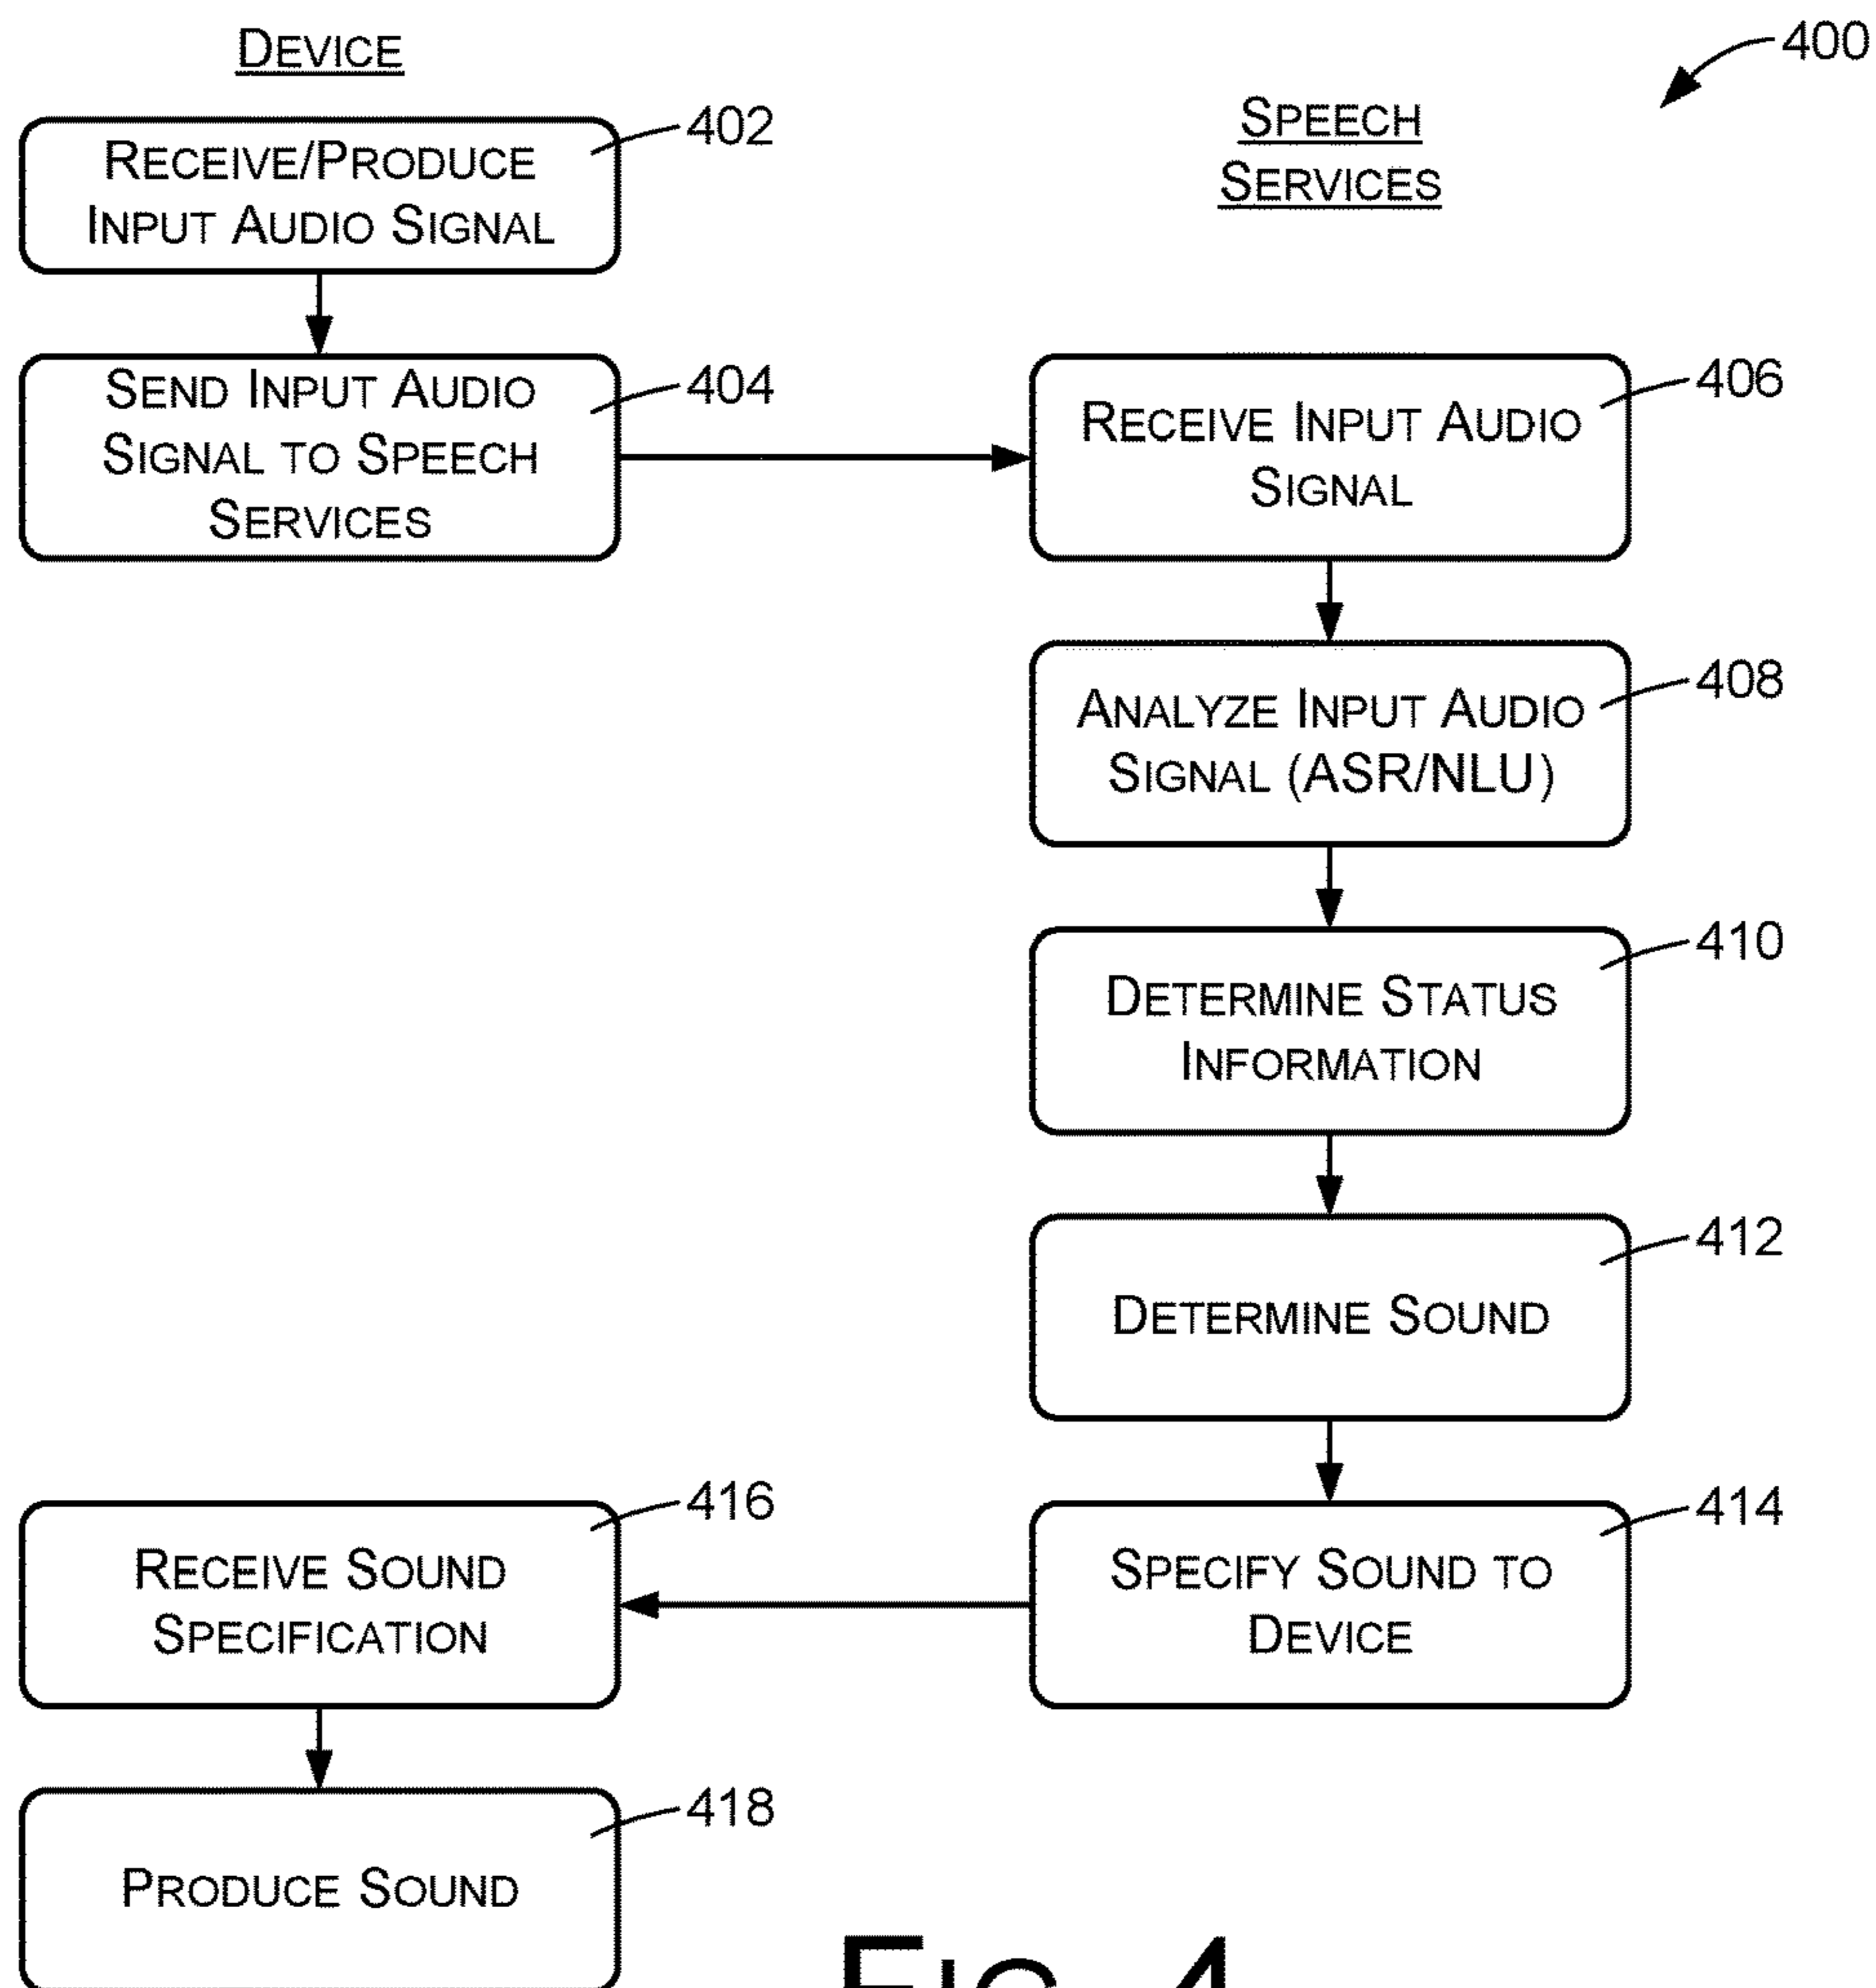 DEVICE
400
402
SPEECH
SERVICES
RECEIVE/PRODUCE
INPUT AUDIO SIGNAL
SEND INPUT AUDIO
SIGNAL TO SPEECH
SERVICES
404
RECEIVE INPUT AUDIO
SIGNAL
406
ANALYZE INPUT AUDIO
SIGNAL (ASR/NLU)
408
DETERMINE STATUS
INFORMATION
410
DETERMINE SOUND
412
SPECIFY SOUND TO
DEVICE
414
RECEIVE SOUND
SPECIFICATION
416
PRODUCE SOUND
418
FIG. 4